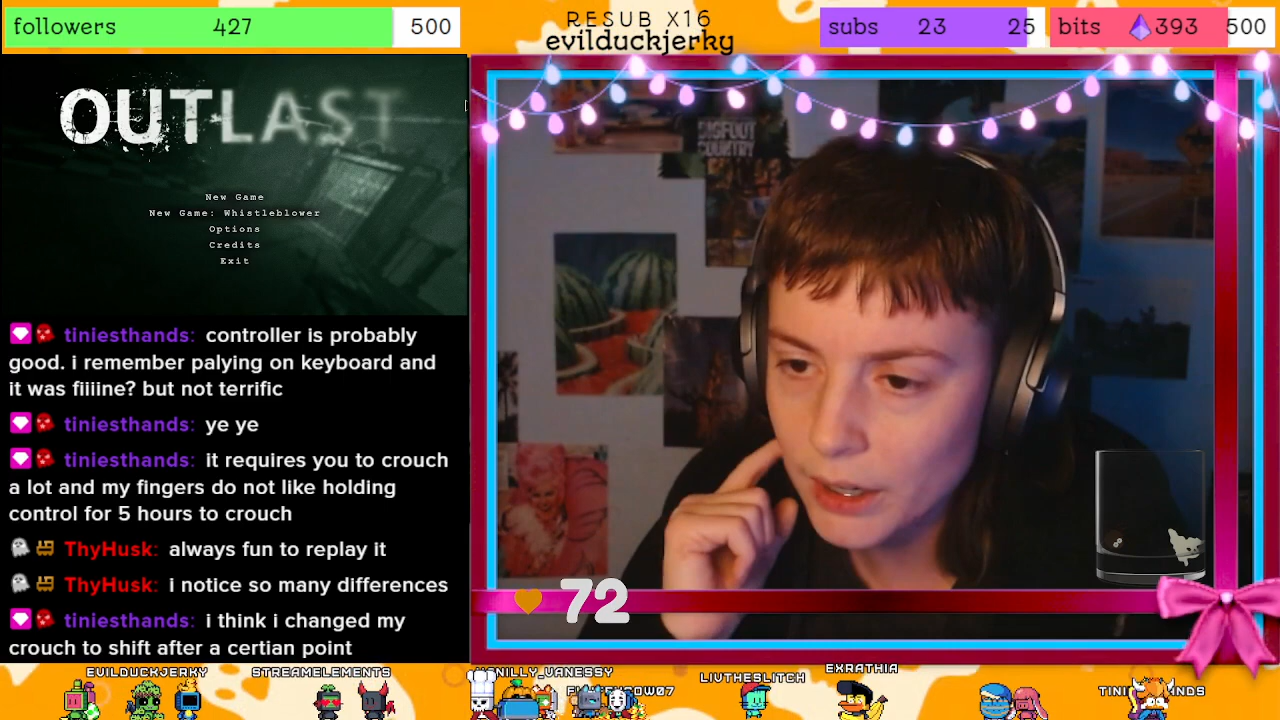 followers 427 500
RESUB X16
evilduckjerky
subs 23 25
bits 393 500
OUTLAST
New Game
New Game: Whistleblower
Options
Credits
Exit
BIGFOOT
COUNTRY
tiniesthands: controller is probably
good. i remember palying on keyboard and
it was fiiiine? but not terrific
tiniesthands: ye ye
tiniesthands: it requires you to crouch
a lot and my fingers do not like holding
control for 5 hours to crouch
ThyHusk: always fun to replay it
ThyHusk: i notice so many differences
tiniesthands: i think i changed my
crouch to shift after a certian point
72
EVILDUCKJERKY STREAMELEMENTS LIVTHESLITCH EXRATHIA